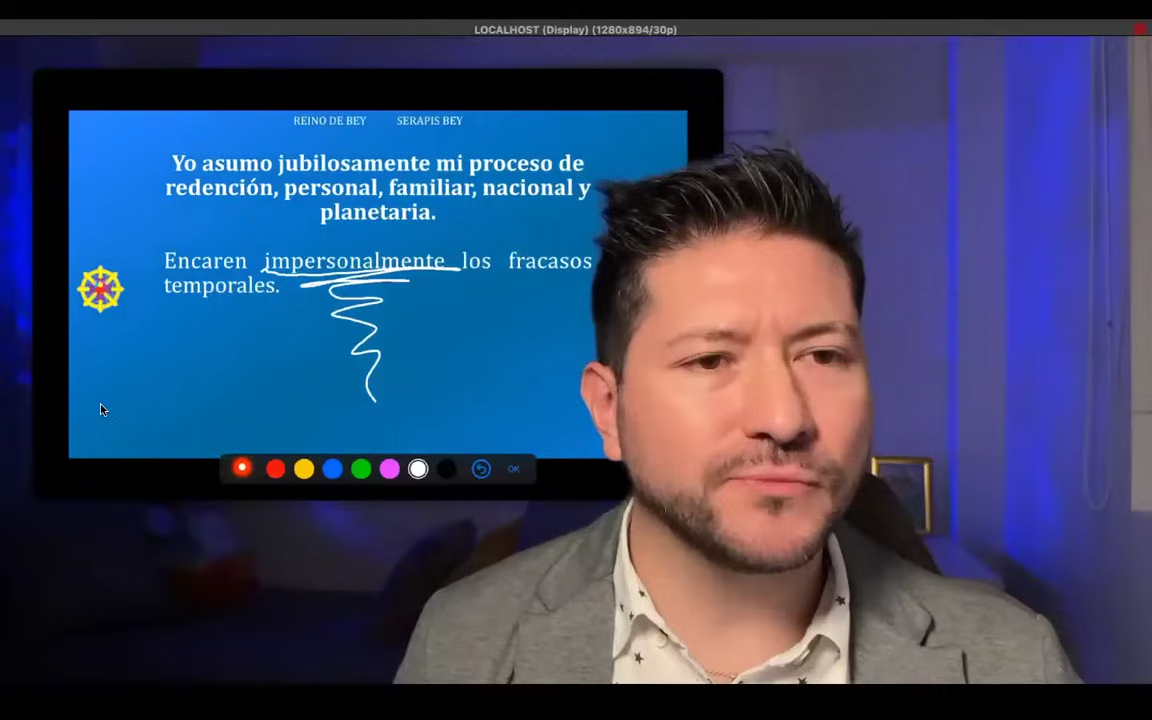 LOCALHOST (Display) (1280x894/30p)
REINO DE BEY SERAPIS BEY
Yo asumo jubilosamente mi proceso de
redención, personal, familiar, nacional y
planetaria.
Encaren impersonalmente los fracasos
temporales.
OK